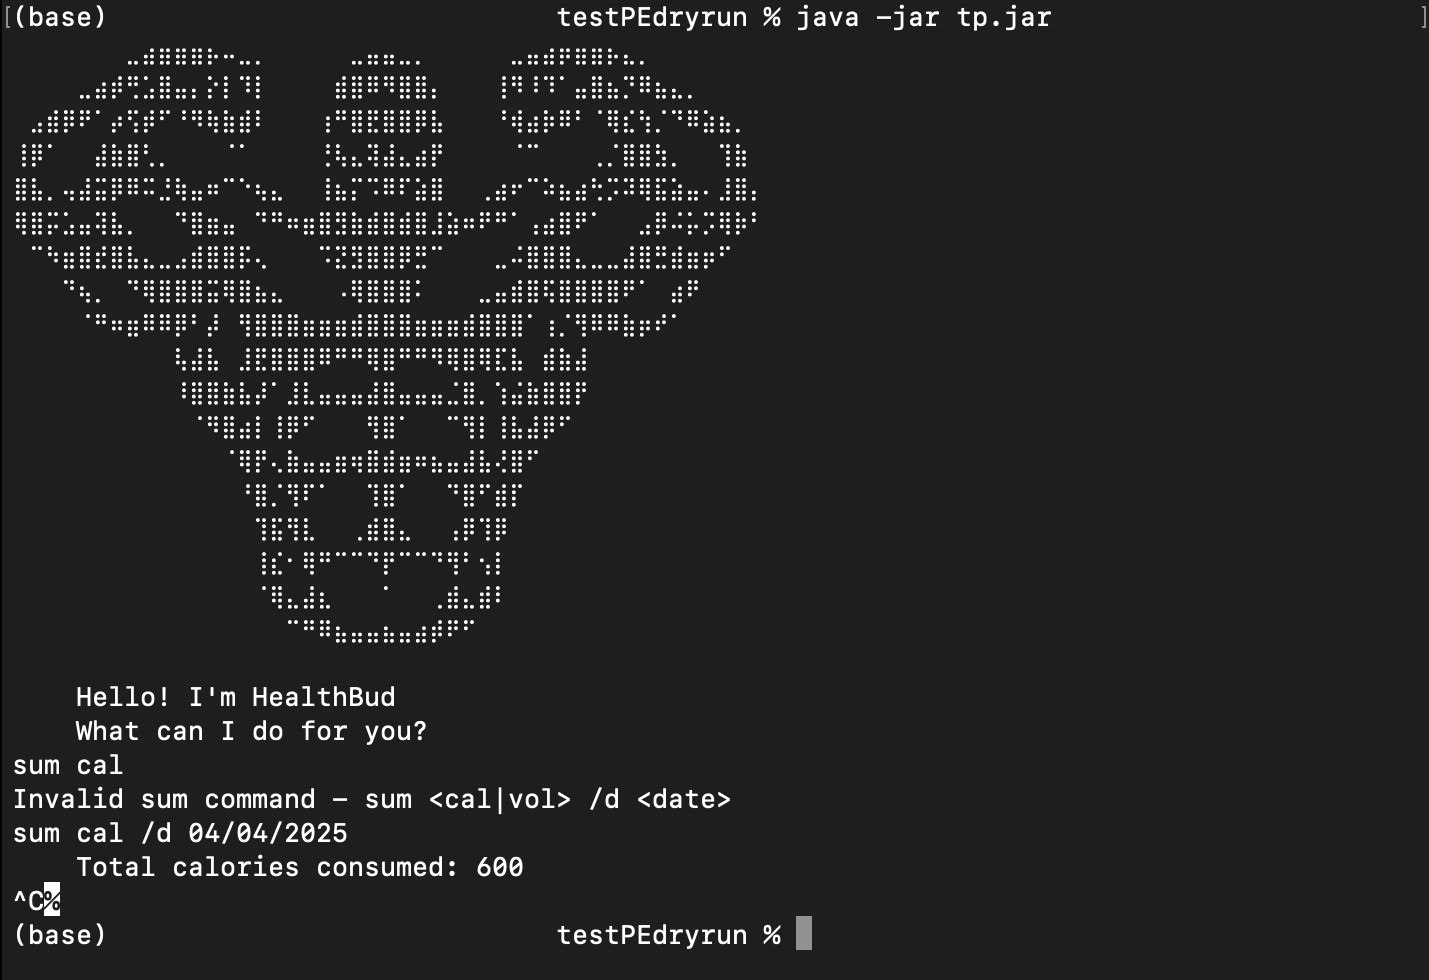 (base) testPEdryrun % java -jar tp.jar
Hello! I'm HealthBud
What can I do for you?
sum cal
Invalid sum command - sum <cal|vol> /d <date>
sum cal /d 04/04/2025
Total calories consumed: 600
^C%
(base) testPEdryrun %